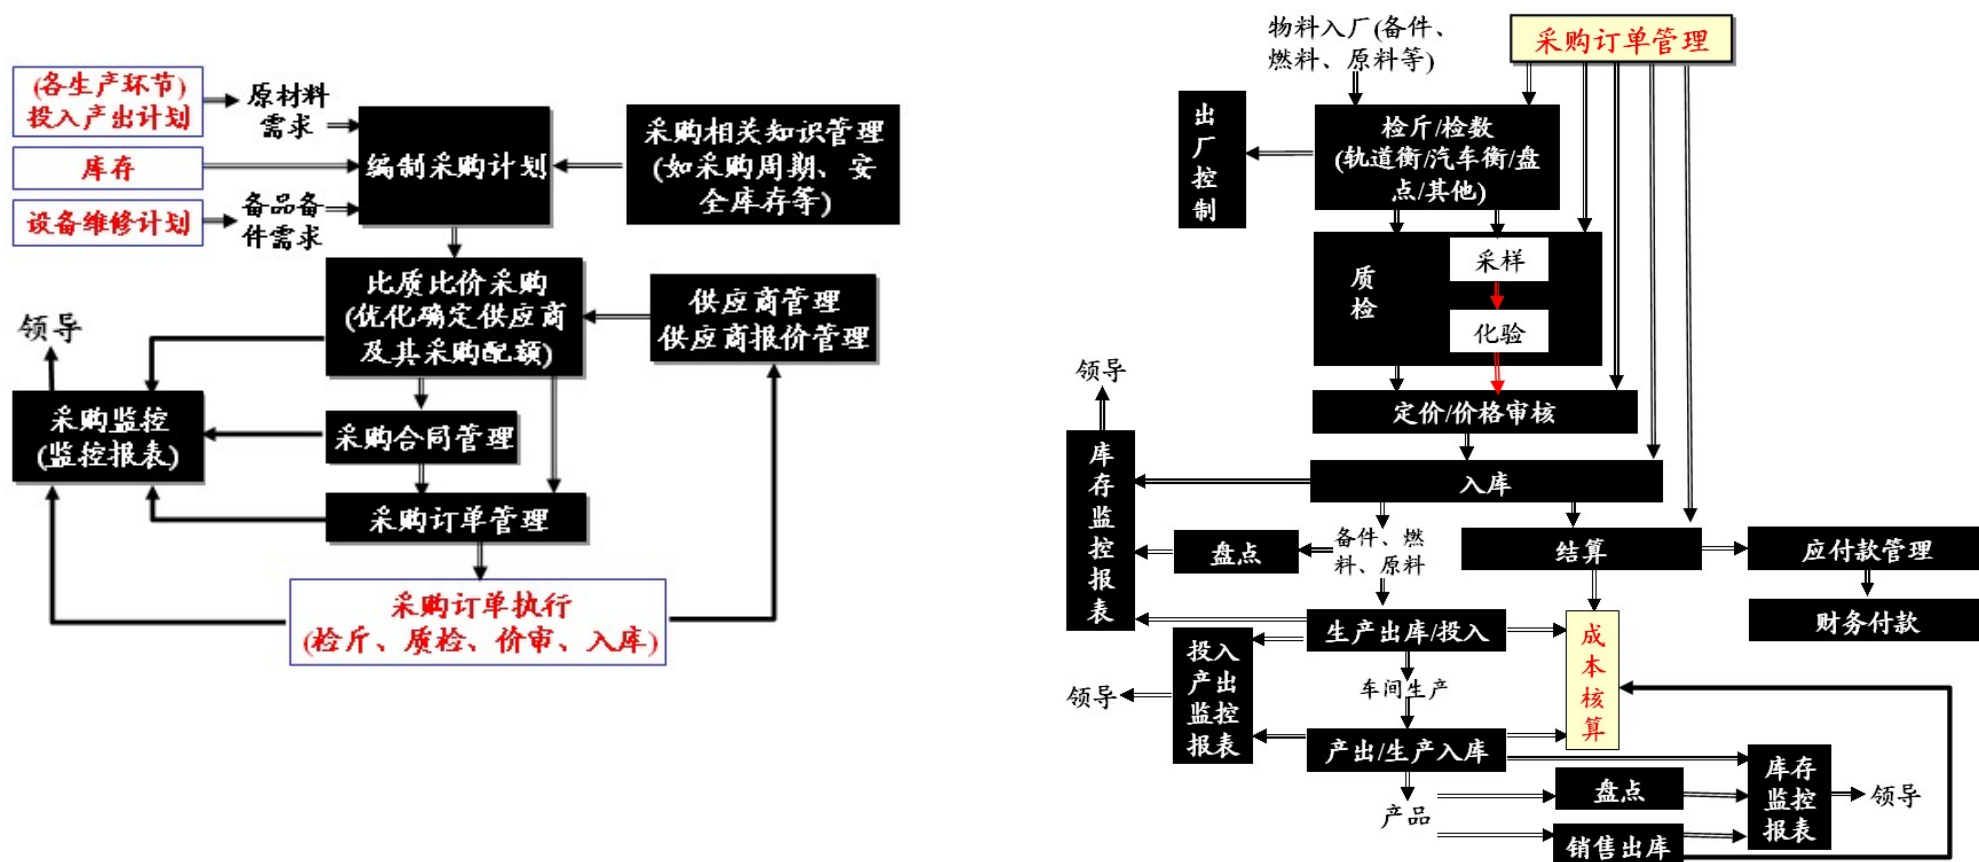 (各生产环节)
投入产出计划
原材料
需求
库存
设备维修计划
备品备
件需求
编制采购计划
采购相关知识管理
(如采购周期、安
全库存等)
比质比价采购
(优化确定供应商
及其采购配额)
供应商管理
供应商报价管理
领导
采购监控
(监控报表)
采购合同管理
采购订单管理
采购订单执行
(检斤、质检、价审、入库)
物料入厂(备件、
燃料、原料等)
采购订单管理
出
厂
控
制
检斤/检数
(轨道衡/汽车衡/盘
点/其他)
质
检
采样
化验
领导
定价/价格审核
库
存
监
控
报
表
入库
盘点
备件、燃
料、原料
结算
应付款管理
财务付款
生产出库/投入
成
本
核
算
投入
产出
监控
报表
领导
车间生产
产出/生产入库
产品
盘点
销售出库
库存
监控
报表
领导